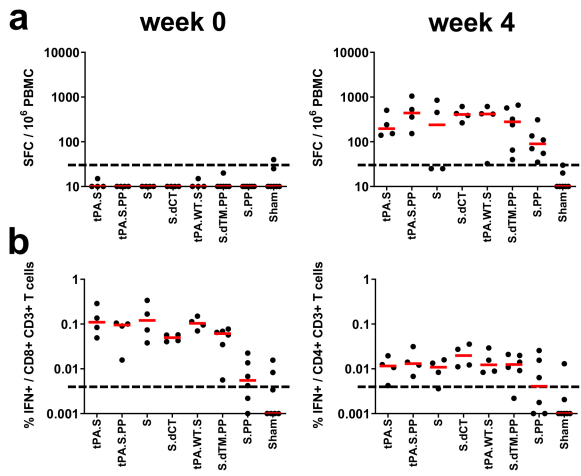 a
week 0
week 4
SFC / 10⁶ PBMC
10000
1000
100
10
tPA.S
tPA.S.PP
S
S.dCT
tPA.WT.S
S.dTM.PP
S.PP
Sham
SFC / 10⁶ PBMC
10000
1000
100
10
tPA.S
tPA.S.PP
S
S.dCT
tPA.WT.S
S.dTM.PP
S.PP
Sham
b
% IFN+ / CD8+ CD3+ T cells
1
0.1
0.01
0.001
tPA.S
tPA.S.PP
S
S.dCT
tPA.WT.S
S.dTM.PP
S.PP
Sham
% IFN+ / CD4+ CD3+ T cells
1
0.1
0.01
0.001
tPA.S
tPA.S.PP
S
S.dCT
tPA.WT.S
S.dTM.PP
S.PP
Sham